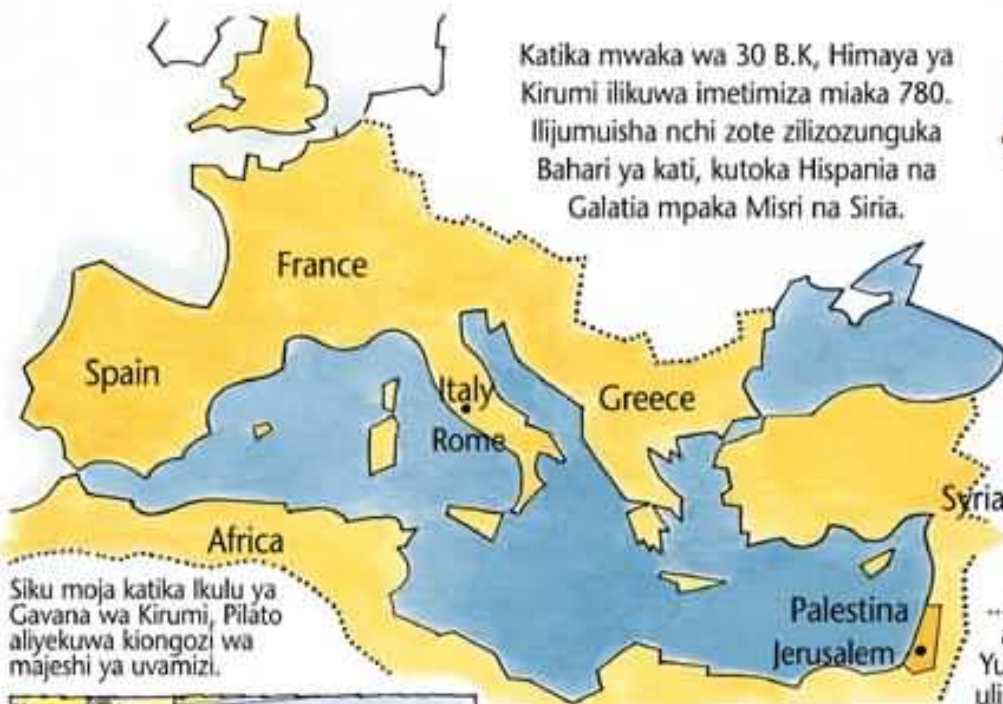 Katika mwaka wa 30 B.K, Himaya ya
Kirumi ilikuwa imetimiza miaka 780.
Ilijumuisha nchi zote zilizozunguka
Bahari ya kati, kutoka Hispania na
Galatia mpaka Misri na Siria.
France
Spain
Italy
Rome
Greece
Syria
Africa
Siku moja katika Ikulu ya
Gavana wa Kirumi, Pilato
aliyekuwa kiongozi wa
majeshi ya uvamizi.
Palestina
Jerusalem